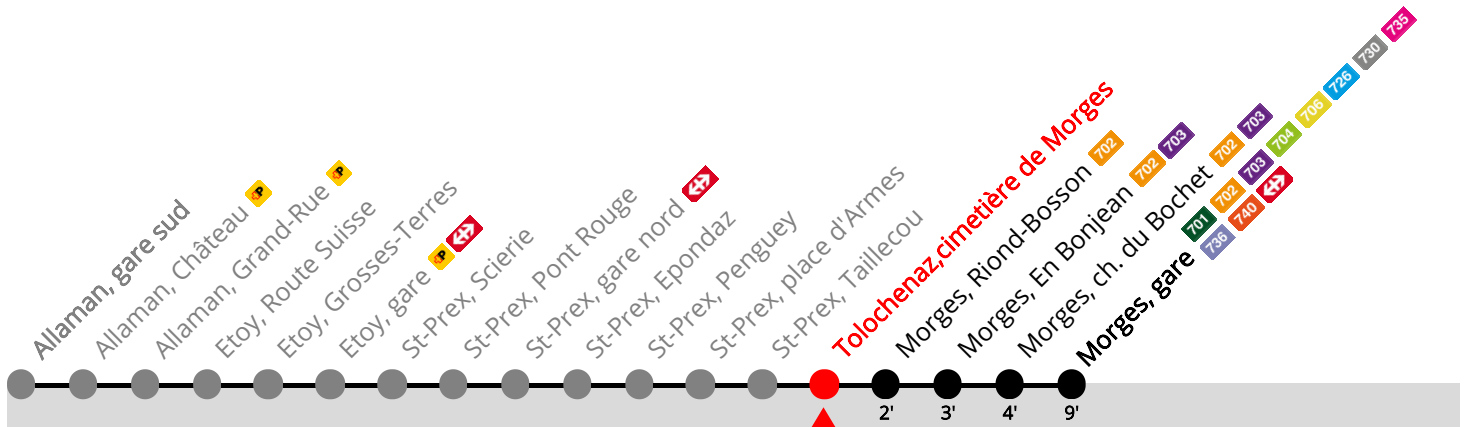 Allaman, gare sud
Allaman, Château P
Allaman, Grand-Rue P
Etoy, Route Suisse
Etoy, Grosses-Terres
Etoy, gare P
St-Prex, Scierie
St-Prex, Pont Rouge
St-Prex, gare nord
St-Prex, Epondaz
St-Prex, Penguey
St-Prex, place d'Armes
St-Prex, Taillecou
Tolochenaz,cimetière de Morges
Morges, Riond-Bosson 702
Morges, En Bonjean 702 703
Morges, ch. du Bochet 702 703
Morges, gare 701 702 703 704 706 726 730 735
736 740
2' 3' 4' 9'